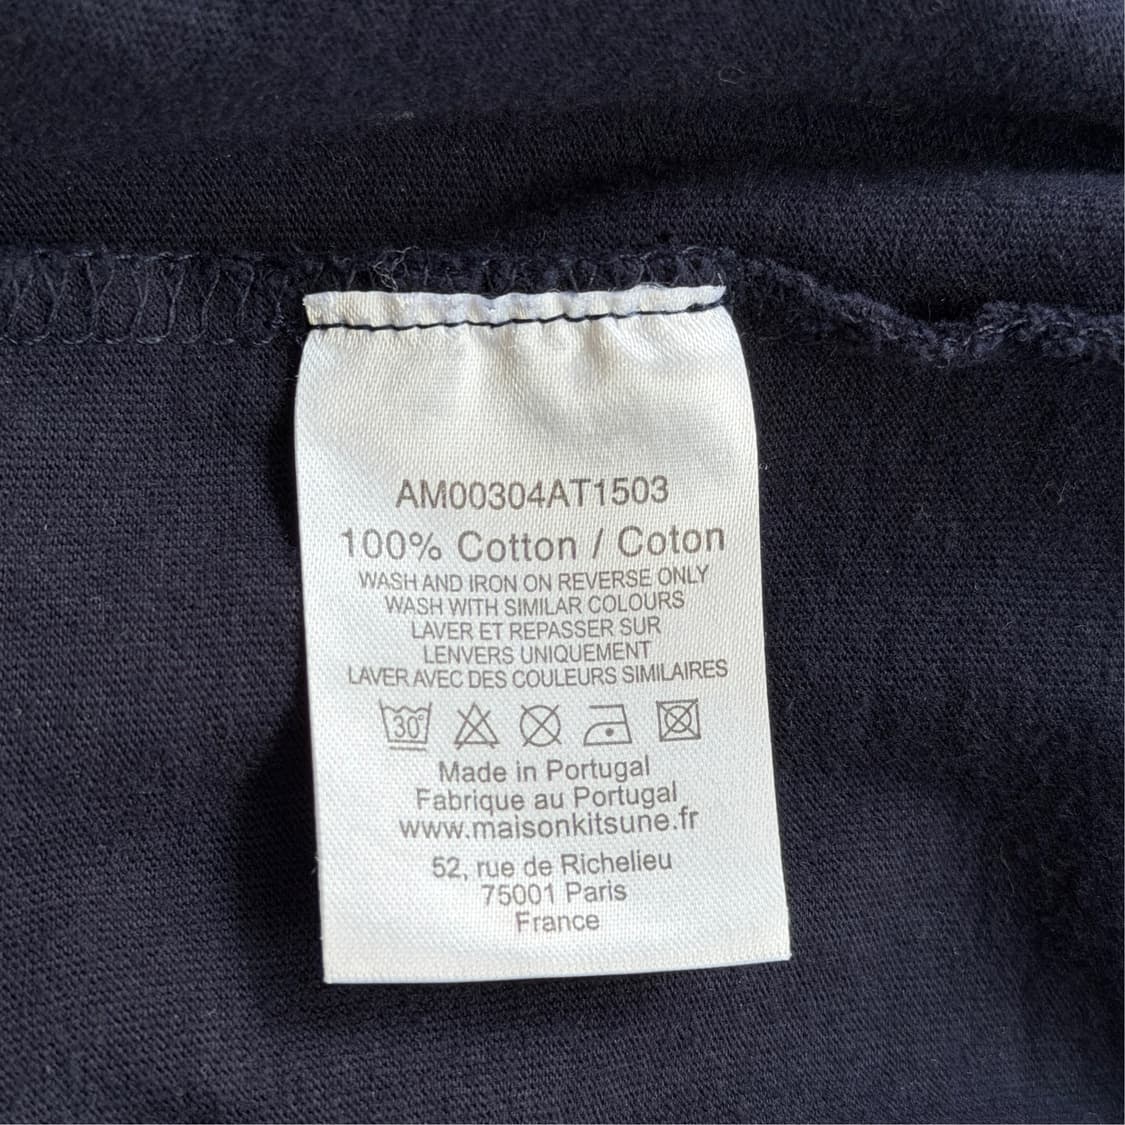 AM00304AT1503
100% Cotton / Coton
WASH AND IRON ON REVERSE ONLY
WASH WITH SIMILAR COLOURS
LAVER ET REPASSER SUR
LENVERS UNIQUEMENT
LAVER AVEC DES COULEURS SIMILAIRES
30°
Made in Portugal
Fabrique au Portugal
www.maisonkitsune.fr
52, rue de Richelieu
75001 Paris
France